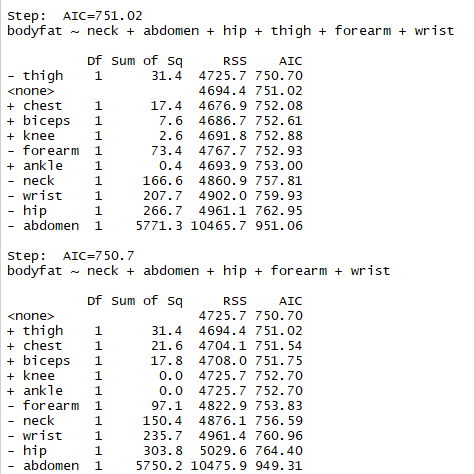 Step:  AIC=751.02
bodyfat ~ neck + abdomen + hip + thigh + forearm + wrist
Df Sum of Sq RSS AIC
- thigh 1 31.4 4725.7 750.70
<none> 4694.4 751.02
+ chest 1 17.4 4676.9 752.08
+ biceps 1 7.6 4686.7 752.61
+ knee 1 2.6 4691.8 752.88
- forearm 1 73.4 4767.7 752.93
+ ankle 1 0.4 4693.9 753.00
- neck 1 166.6 4860.9 757.81
- wrist 1 207.7 4902.0 759.93
- hip 1 266.7 4961.1 762.95
- abdomen 1 5771.3 10465.7 951.06
Step:  AIC=750.7
bodyfat ~ neck + abdomen + hip + forearm + wrist
Df Sum of Sq RSS AIC
<none> 4725.7 750.70
+ thigh 1 31.4 4694.4 751.02
+ chest 1 21.6 4704.1 751.54
+ biceps 1 17.8 4708.0 751.75
+ knee 1 0.0 4725.7 752.70
+ ankle 1 0.0 4725.7 752.70
- forearm 1 97.1 4822.9 753.83
- neck 1 150.4 4876.1 756.59
- wrist 1 235.7 4961.4 760.96
- hip 1 303.8 5029.6 764.40
- abdomen 1 5750.2 10475.9 949.31